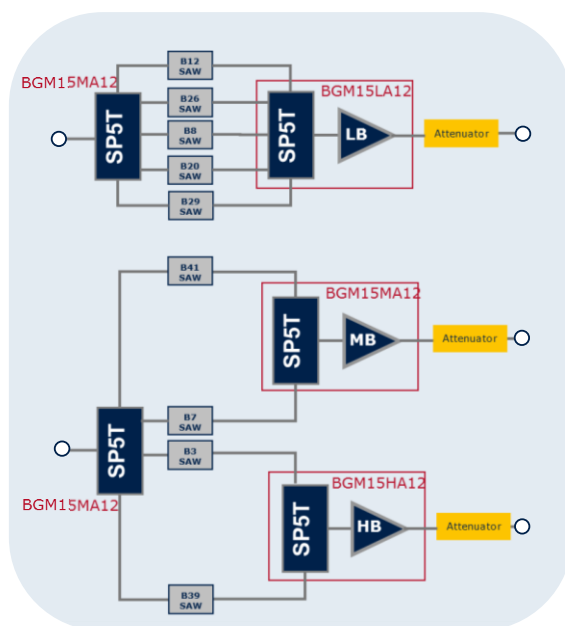 B12
SAW
BGM15MA12
SP5T
B26
SAW
B8
SAW
B20
SAW
B29
SAW
BGM15LA12
SP5T
LB
Attenuator
B41
SAW
BGM15MA12
SP5T
MB
Attenuator
SP5T
BGM15MA12
B7
SAW
B3
SAW
BGM15HA12
SP5T
HB
Attenuator
B39
SAW